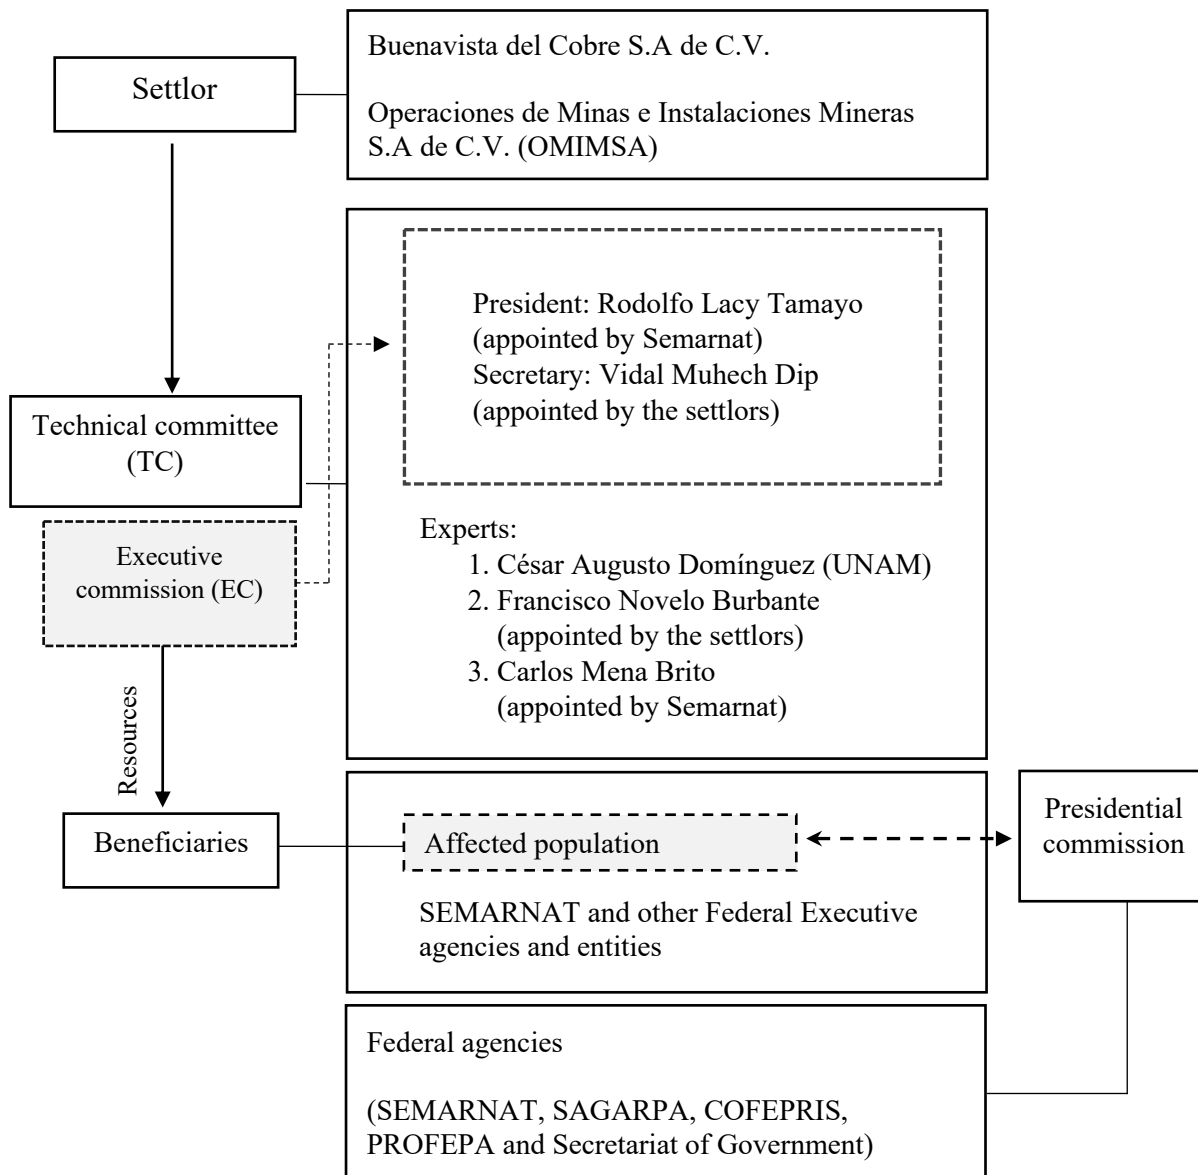 Settlor
Buenavista del Cobre S.A de C.V.
Operaciones de Minas e Instalaciones Mineras
S.A de C.V. (OMIMSA)
President: Rodolfo Lacy Tamayo
(appointed by Semarnat)
Secretary: Vidal Muhech Dip
(appointed by the settlors)
Technical committee
(TC)
Executive
commission (EC)
Experts:
1. César Augusto Domínguez (UNAM)
2. Francisco Novelo Burbante
(appointed by the settlors)
3. Carlos Mena Brito
(appointed by Semarnat)
Resources
Beneficiaries
Affected population
SEMARNAT and other Federal Executive
agencies and entities
Presidential
commission
Federal agencies
(SEMARNAT, SAGARPA, COFEPRIS,
PROFEPA and Secretariat of Government)